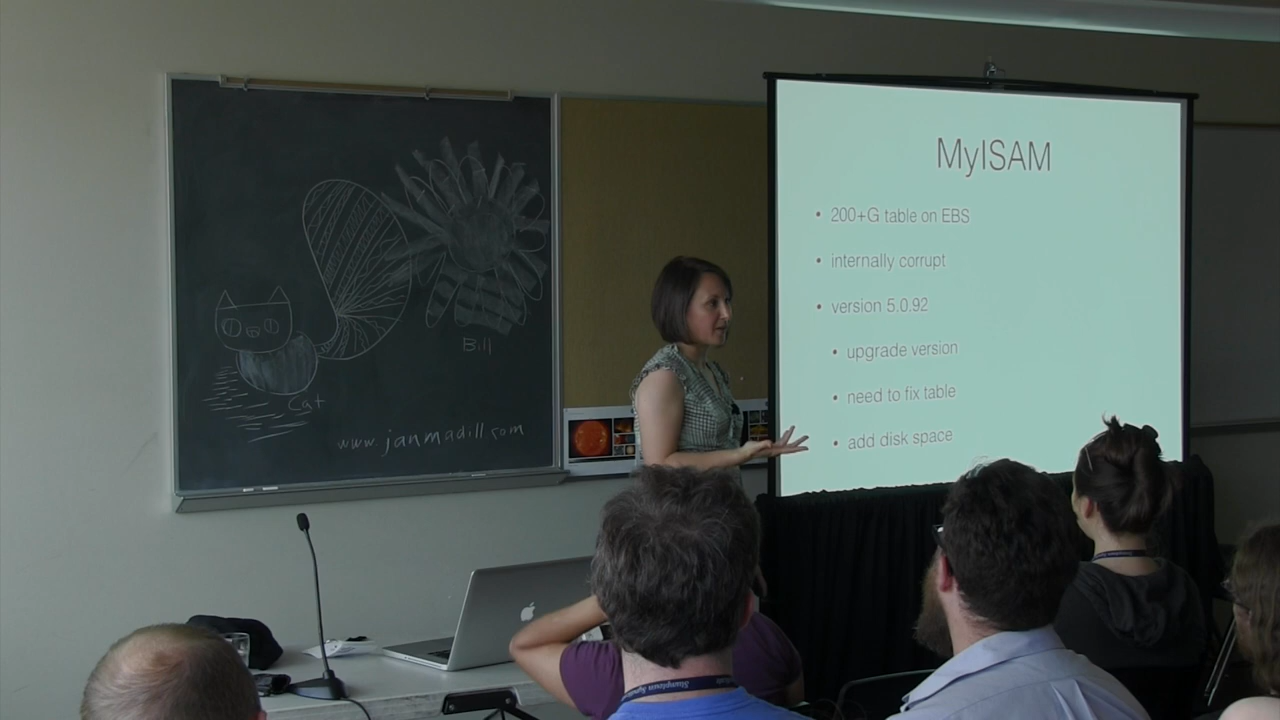 Bill
Cat
www.janmadill.com
MyISAM
• 200+G table on EBS
• internally corrupt
• version 5.0.92
• upgrade version
• need to fix table
• add disk space